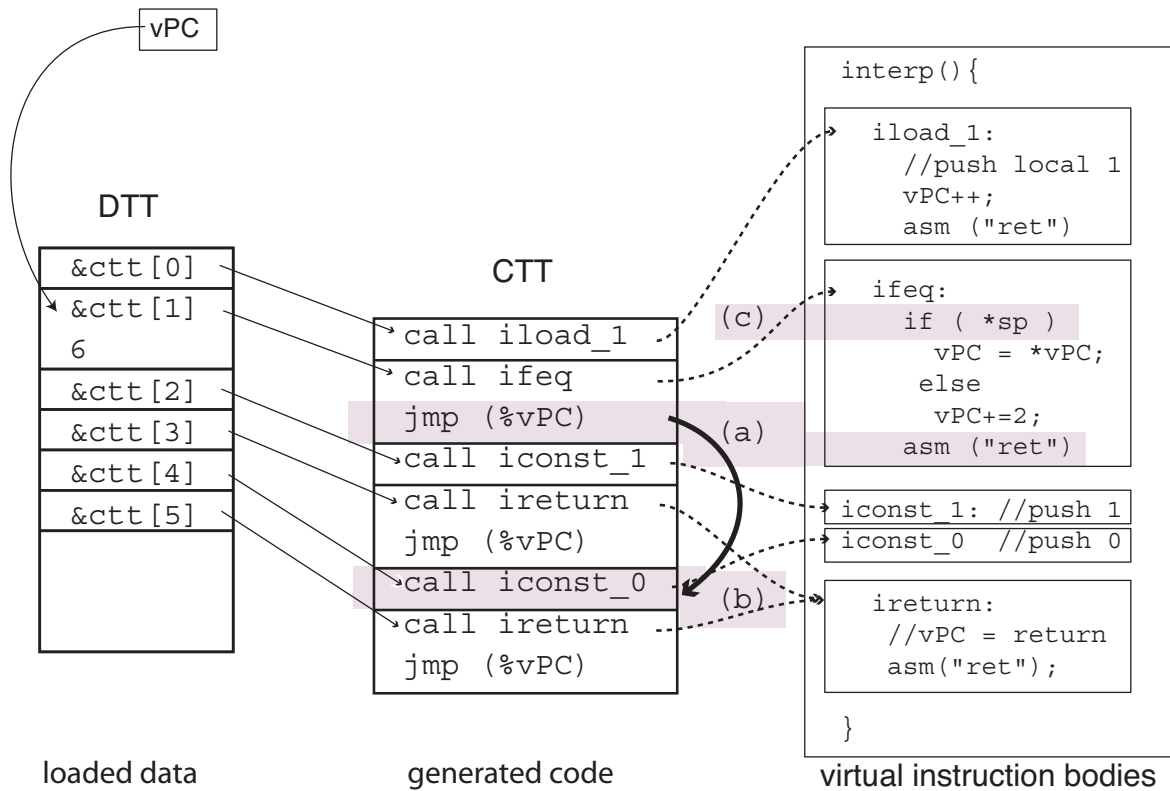 vPC
DTT
&ctt[0]
&ctt[1]
6
&ctt[2]
&ctt[3]
&ctt[4]
&ctt[5]
loaded data
CTT
call iload_1
call ifeq
jmp (%vPC)
call iconst_1
call ireturn
jmp (%vPC)
call iconst_0
call ireturn
jmp (%vPC)
generated code
(c)
(a)
(b)
interp(){
iload_1:
//push local 1
vPC++;
asm ("ret")
ifeq:
if ( *sp )
vPC = *vPC;
else
vPC+=2;
asm ("ret")
iconst_1: //push 1
iconst_0 //push 0
ireturn:
//vPC = return
asm("ret");
}
virtual instruction bodies